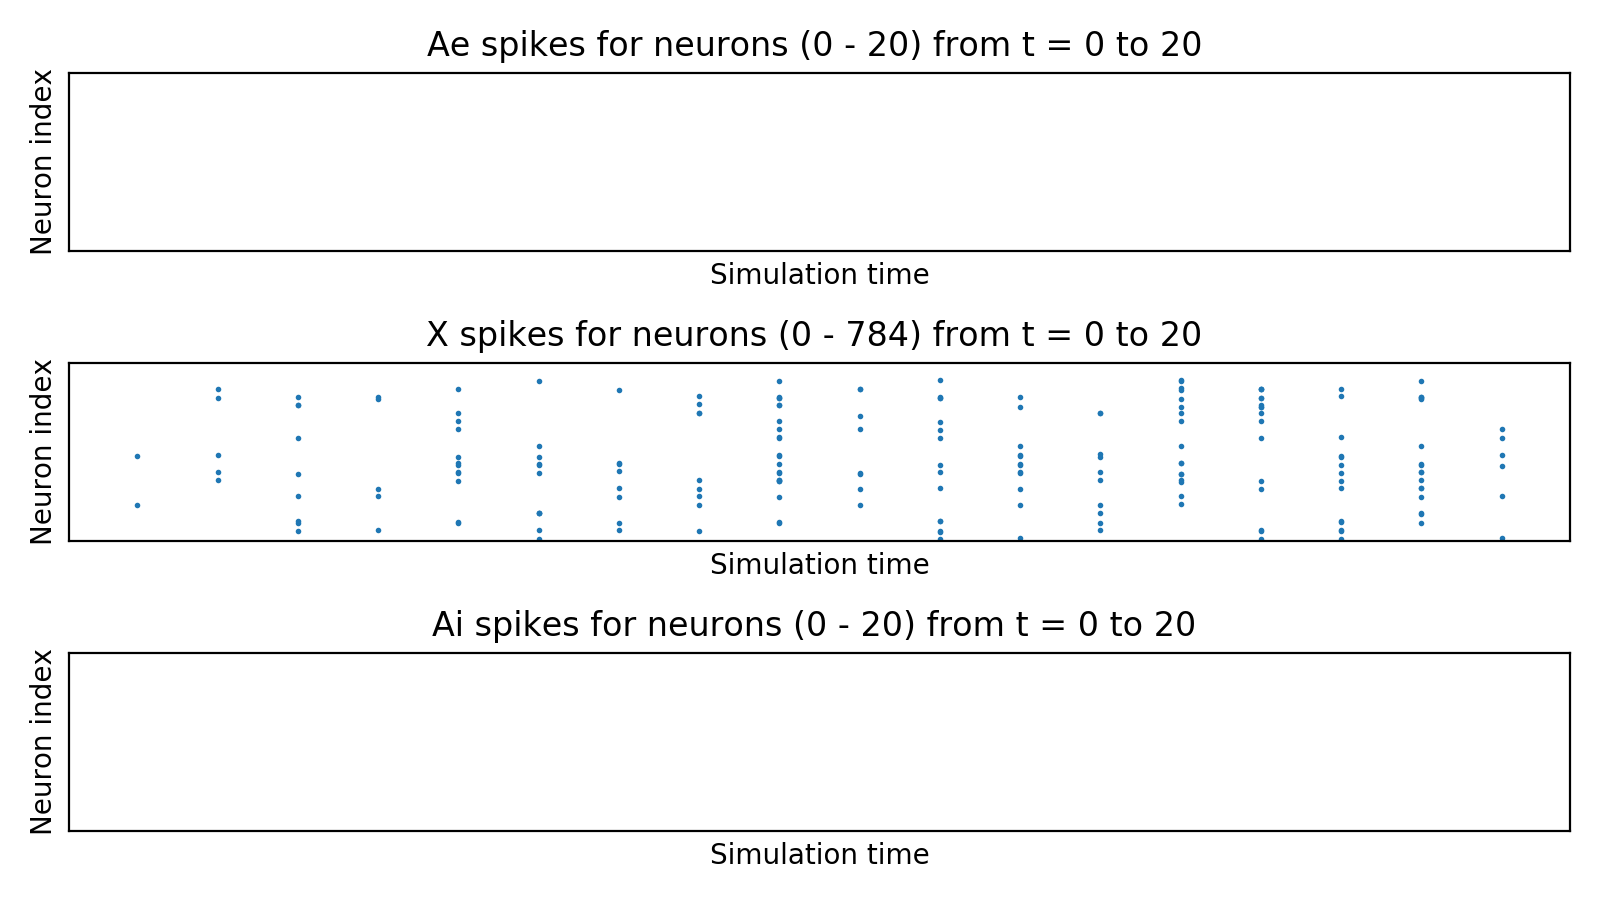 Ae spikes for neurons (0 - 20) from t = 0 to 20
Neuron index
Simulation time
X spikes for neurons (0 - 784) from t = 0 to 20
Neuron index
Simulation time
Ai spikes for neurons (0 - 20) from t = 0 to 20
Neuron index
Simulation time